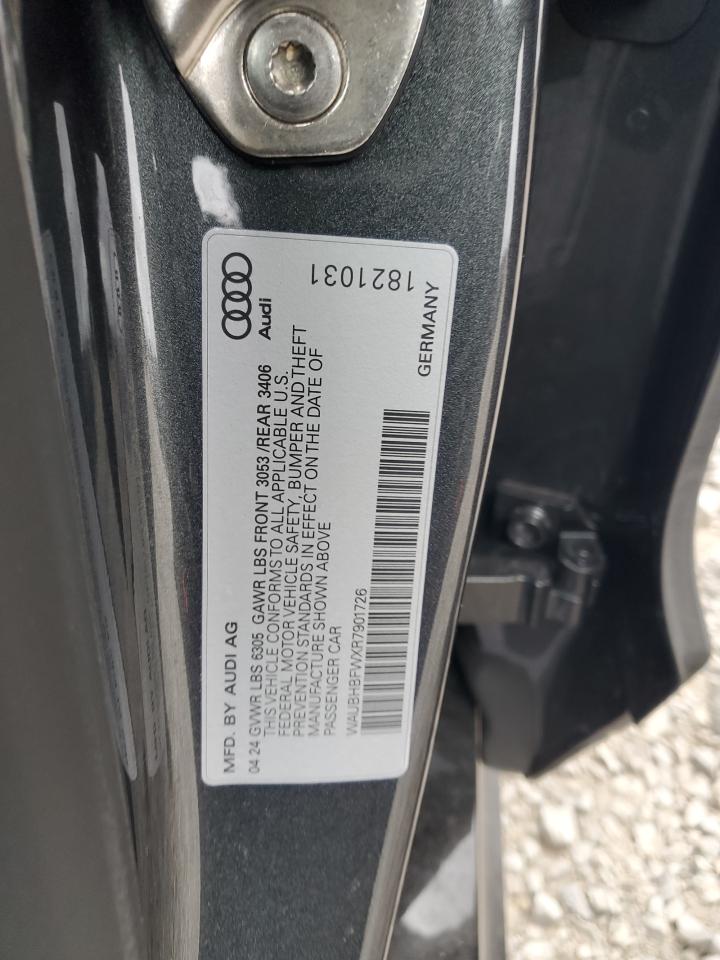 MFD. BY AUDI AG
Audi
04 24 GVWR LBS 6305 GAWR LBS FRONT 3053 /REAR 3406
THIS VEHICLE CONFORMS TO ALL APPLICABLE U.S.
FEDERAL MOTOR VEHICLE SAFETY, BUMPER AND THEFT
PREVENTION STANDARDS IN EFFECT ON THE DATE OF
MANUFACTURE SHOWN ABOVE
PASSENGER CAR
WAUBHBFWXR7901726
GERMANY
1821031